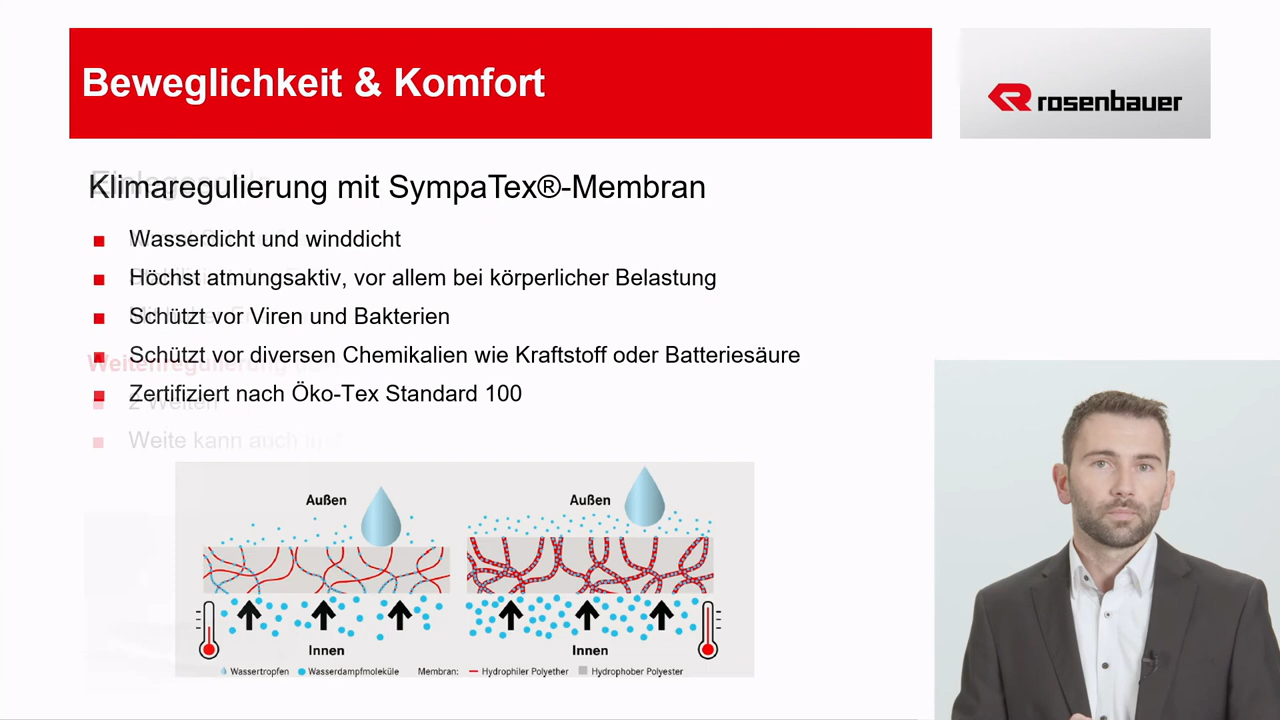 Beweglichkeit & Komfort
rosenbauer
Klimaregulierung mit SympaTex®-Membran
Wasserdicht und winddicht
Höchst atmungsaktiv, vor allem bei körperlicher Belastung
Schützt vor Viren und Bakterien
Schützt vor diversen Chemikalien wie Kraftstoff oder Batteriesäure
Weitenregulierung
Zertifiziert nach Öko-Tex Standard 100
2 Weiten
Weite kann auch
Außen
Außen
Innen
Innen
Wassertropfen Wasserdampfmoleküle Membran: Hydrophiler Polyether Hydrophober Polyester